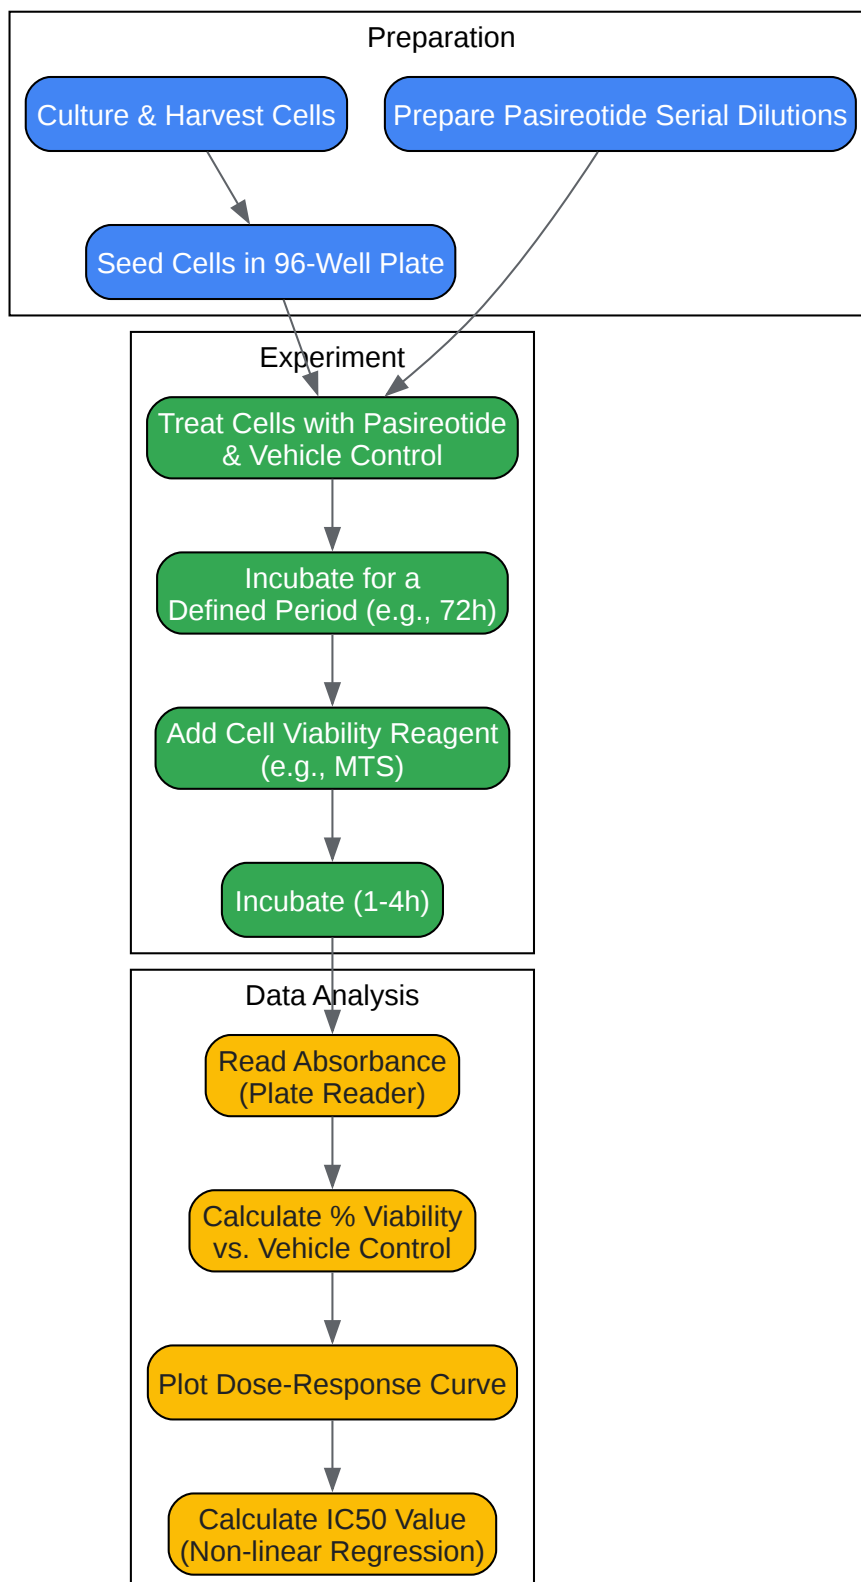 Preparation
Culture & Harvest Cells
Prepare Pasireotide Serial Dilutions
Seed Cells in 96-Well Plate
Experiment
Treat Cells with Pasireotide
& Vehicle Control
Incubate for a
Defined Period (e.g., 72h)
Add Cell Viability Reagent
(e.g., MTS)
Incubate (1-4h)
Data Analysis
Read Absorbance
(Plate Reader)
Calculate % Viability
vs. Vehicle Control
Plot Dose-Response Curve
Calculate IC50 Value
(Non-linear Regression)